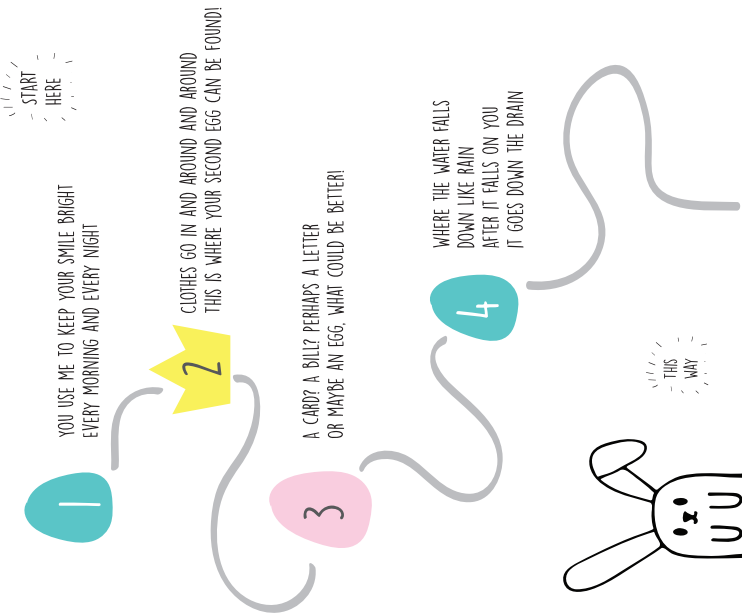 START
HERE
1
YOU USE ME TO KEEP YOUR SMILE BRIGHT
EVERY MORNING AND EVERY NIGHT
2
CLOTHES GO IN AND AROUND AND AROUND
THIS IS WHERE YOUR SECOND EGG CAN BE FOUND!
3
A CARD? A BILL? PERHAPS A LETTER
OR MAYBE AN EGG, WHAT COULD BE BETTER!
4
WHERE THE WATER FALLS
DOWN LIKE RAIN
AFTER IT FALLS ON YOU
IT GOES DOWN THE DRAIN
THIS
WAY